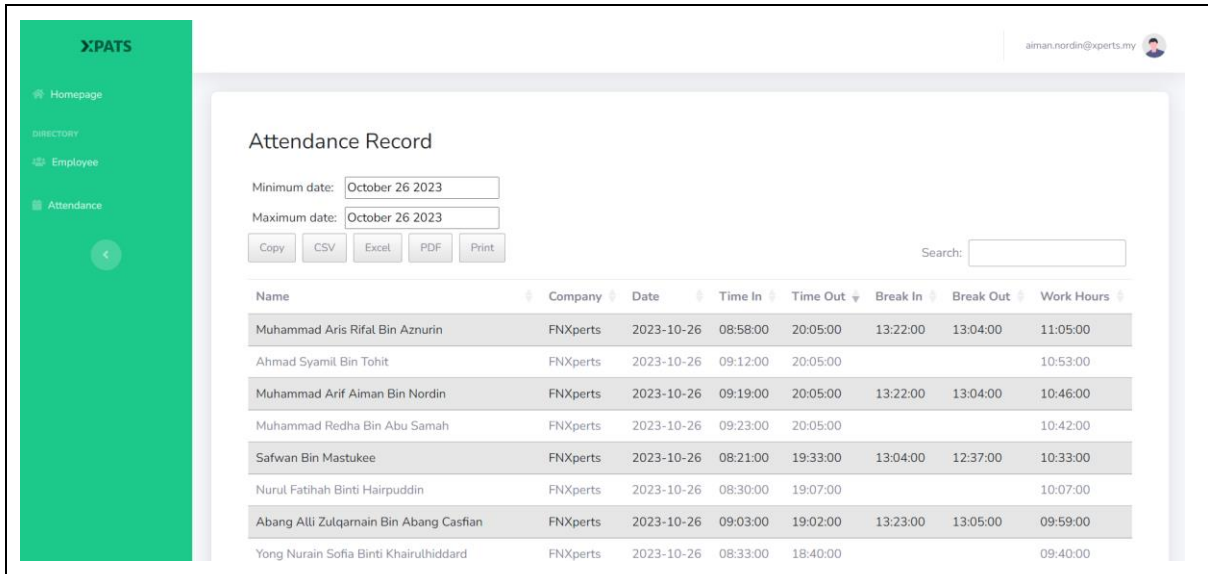 XPATS
aiman.nordin@xperts.my
Homepage
DIRECTORY
Employee
Attendance
Attendance Record
Minimum date: October 26 2023
Maximum date: October 26 2023
Copy CSV Excel PDF Print Search:
Name Company Date Time In Time Out Break In Break Out Work Hours
Muhammad Aris Rifal Bin Aznurin FNXperts 2023-10-26 08:58:00 20:05:00 13:22:00 13:04:00 11:05:00
Ahmad Syamil Bin Tohit FNXperts 2023-10-26 09:12:00 20:05:00 10:53:00
Muhammad Arif Aiman Bin Nordin FNXperts 2023-10-26 09:19:00 20:05:00 13:22:00 13:04:00 10:46:00
Muhammad Redha Bin Abu Samah FNXperts 2023-10-26 09:23:00 20:05:00 10:42:00
Safwan Bin Mastukee FNXperts 2023-10-26 08:21:00 19:33:00 13:04:00 12:37:00 10:33:00
Nurul Fatihah Binti Hairpuddin FNXperts 2023-10-26 08:30:00 19:07:00 10:07:00
Abang Alli Zulqarnain Bin Abang Casfian FNXperts 2023-10-26 09:03:00 19:02:00 13:23:00 13:05:00 09:59:00
Yong Nurain Sofia Binti Khairulhiddard FNXperts 2023-10-26 08:33:00 18:40:00 09:40:00